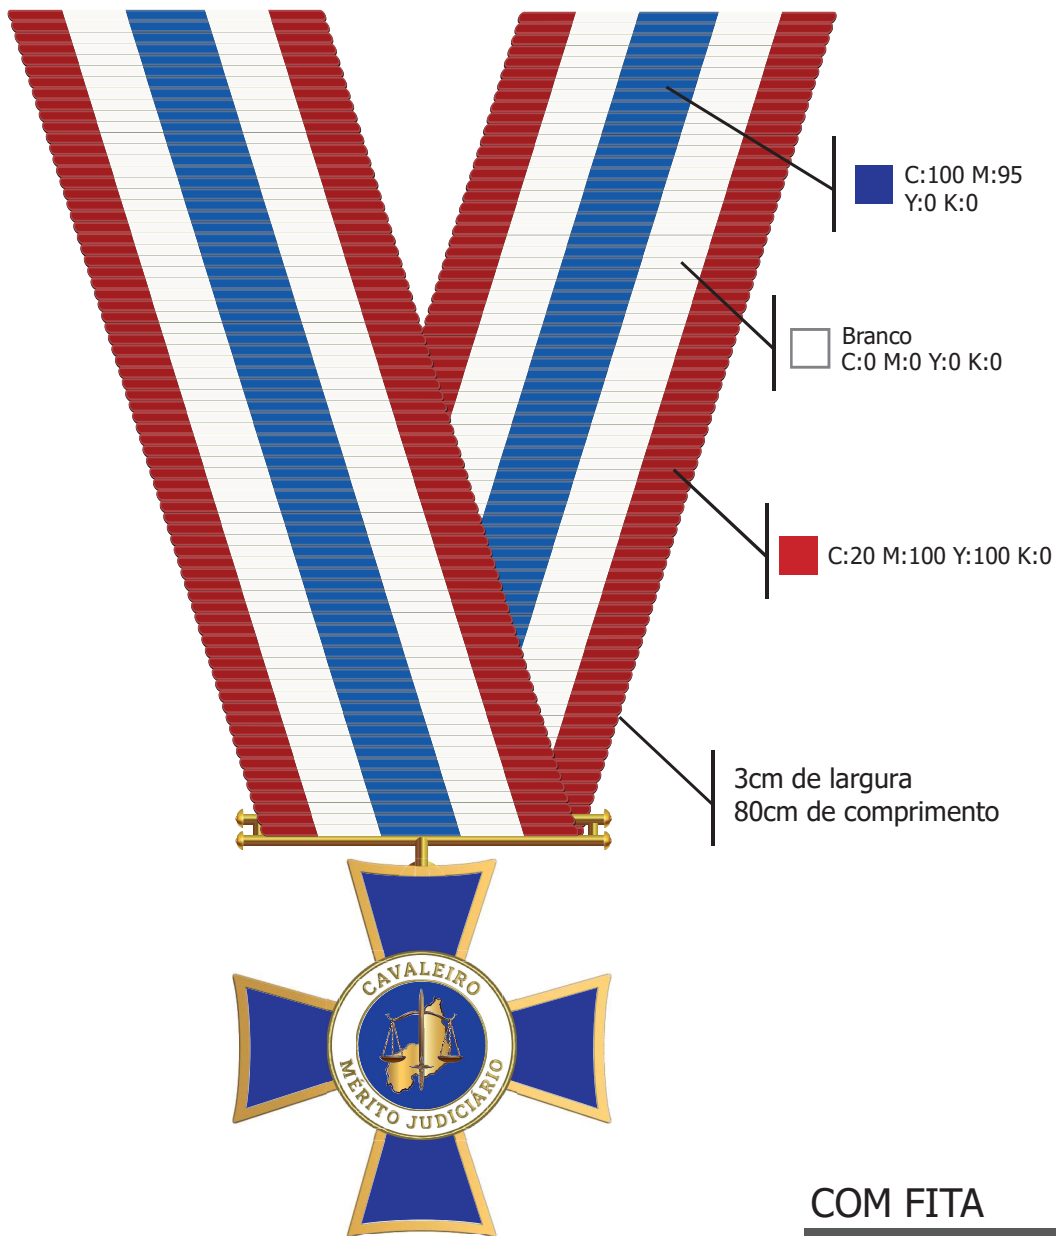 C:100 M:95
Y:0 K:0
Branco
C:0 M:0 Y:0 K:0
C:20 M:100 Y:100 K:0
3cm de largura
80cm de comprimento
CAVALEIRO
MÉRITO JUDICIÁRIO
COM FITA